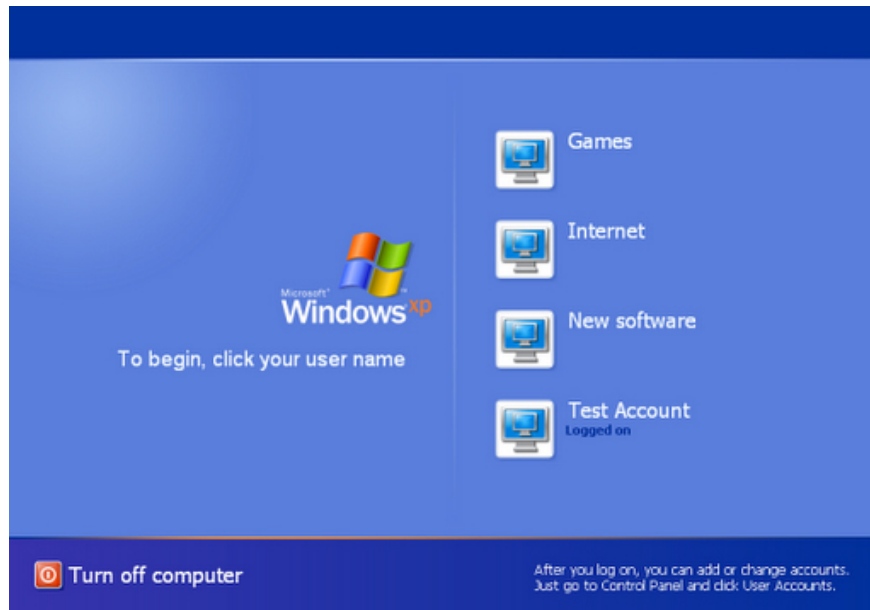 Games
Internet
Microsoft®
Windows xp
New software
To begin, click your user name
Test Account
Logged on
Turn off computer
After you log on, you can add or change accounts.
Just go to Control Panel and click User Accounts.